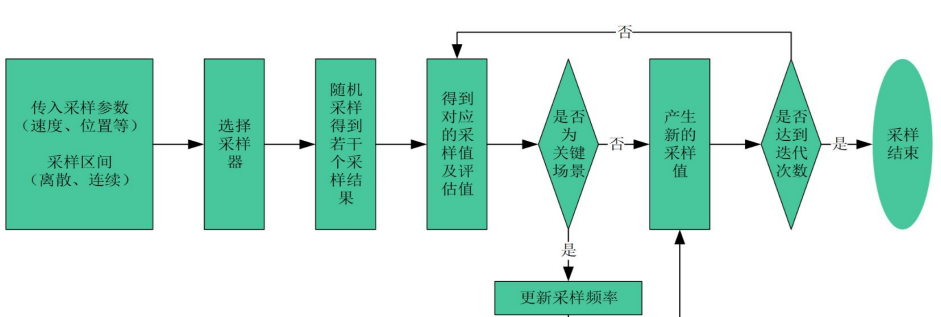 否
传入采样参数
（速度、位置等）
采样区间
（离散、连续）
选择
采样
器
随机
采样
得到
若干
个采
样结
果
得到
对应
的采
样值
及评
估值
是否
为
关键
场景
否
产生
新的
采样
值
是否
达到
迭代
次数
是
采样
结束
是
更新采样频率